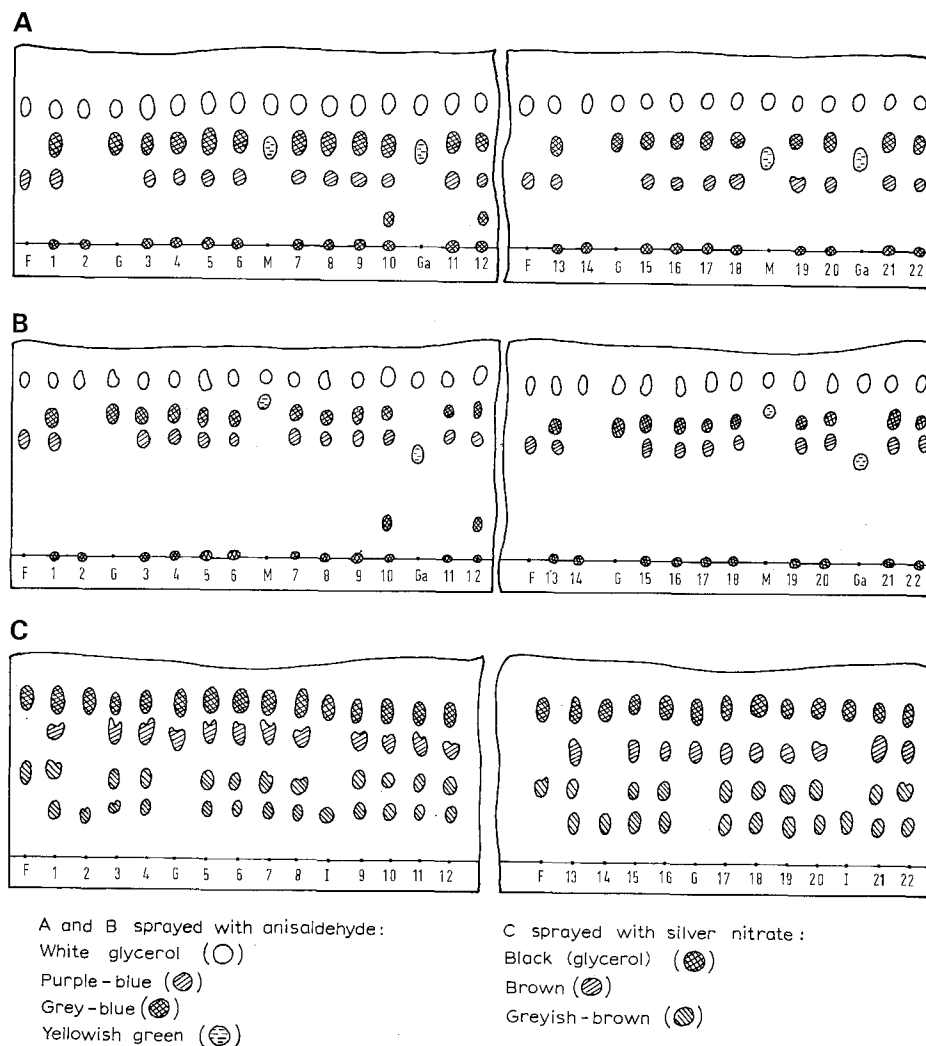 A
F 1 2 G 3 4 5 6 M 7 8 9 10 Ga 11 12 F 13 14 G 15 16 17 18 M 19 20 Ga 21 22
B
F 1 2 G 3 4 5 6 M 7 8 9 10 Ga 11 12 F 13 14 G 15 16 17 18 M 19 20 Ga 21 22
C
F 1 2 3 4 G 5 6 7 8 I 9 10 11 12 F 13 14 15 16 G 17 18 19 20 I 21 22
A and B sprayed with anisaldehyde:
White glycerol ( )
Purple-blue ( )
Grey-blue ( )
Yellowish green ( )
C sprayed with silver nitrate:
Black (glycerol) ( )
Brown ( )
Greyish-brown ( )